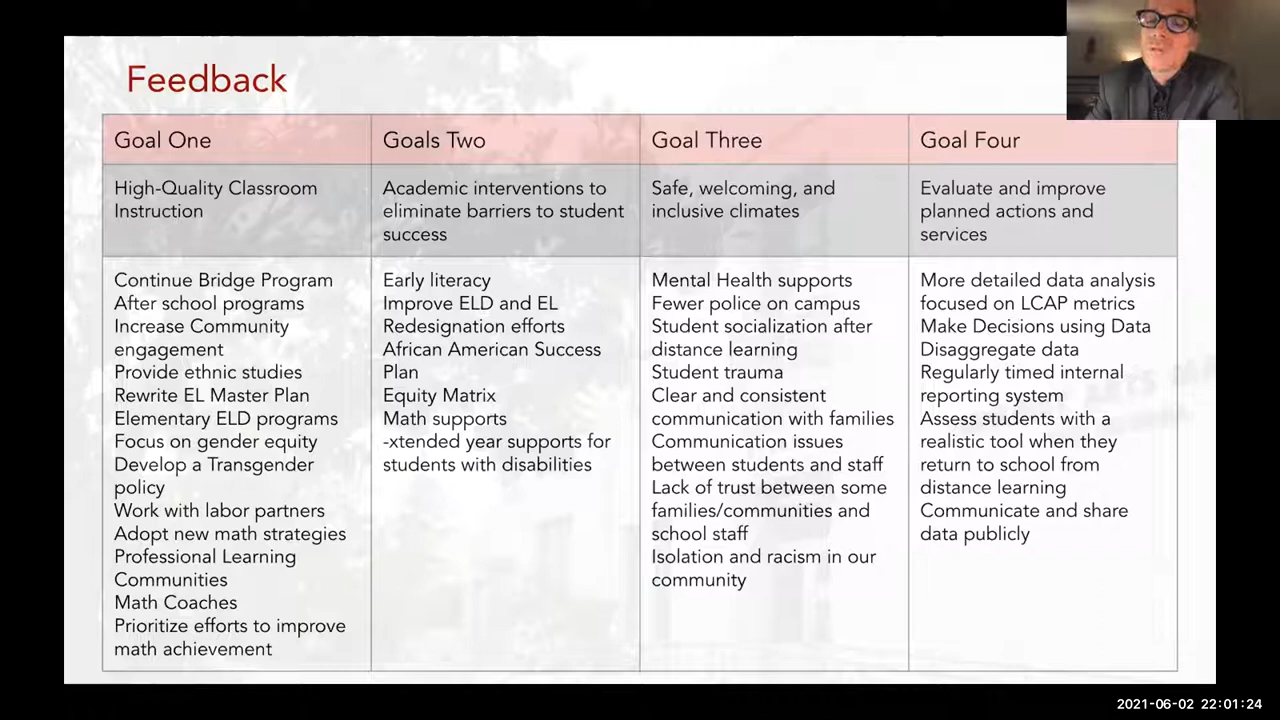 Feedback
Goal One
Goals Two
Goal Three
Goal Four
High-Quality Classroom
Instruction
Academic interventions to
eliminate barriers to student
success
Safe, welcoming, and
inclusive climates
Evaluate and improve
planned actions and
services
Continue Bridge Program
After school programs
Increase Community
engagement
Provide ethnic studies
Rewrite EL Master Plan
Elementary ELD programs
Focus on gender equity
Develop a Transgender
policy
Work with labor partners
Adopt new math strategies
Professional Learning
Communities
Math Coaches
Prioritize efforts to improve
math achievement
Early literacy
Improve ELD and EL
Redesignation efforts
African American Success
Plan
Equity Matrix
Math supports
-xtended year supports for
students with disabilities
Mental Health supports
Fewer police on campus
Student socialization after
distance learning
Student trauma
Clear and consistent
communication with families
Communication issues
between students and staff
Lack of trust between some
families/communities and
school staff
Isolation and racism in our
community
More detailed data analysis
focused on LCAP metrics
Make Decisions using Data
Disaggregate data
Regularly timed internal
reporting system
Assess students with a
realistic tool when they
return to school from
distance learning
Communicate and share
data publicly
2021-06-02 22:01:24